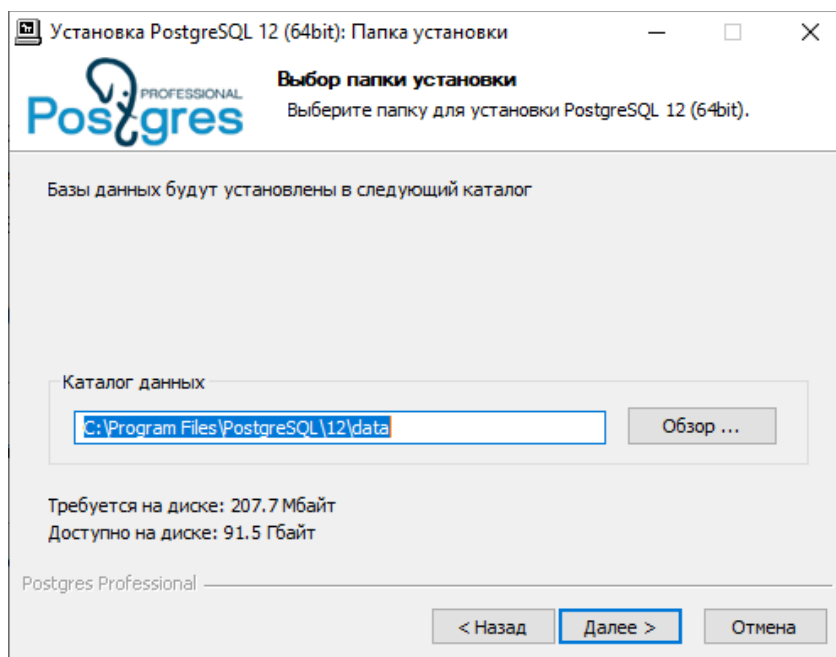 Установка PostgreSQL 12 (64bit): Папка установки
PROFESSIONAL
Postgres
Выбор папки установки
Выберите папку для установки PostgreSQL 12 (64bit).
Базы данных будут установлены в следующий каталог
Каталог данных
C:\Program Files\PostgreSQL\12\data
Обзор ...
Требуется на диске: 207.7 Мбайт
Доступно на диске: 91.5 Гбайт
Postgres Professional
< Назад
Далее >
Отмена